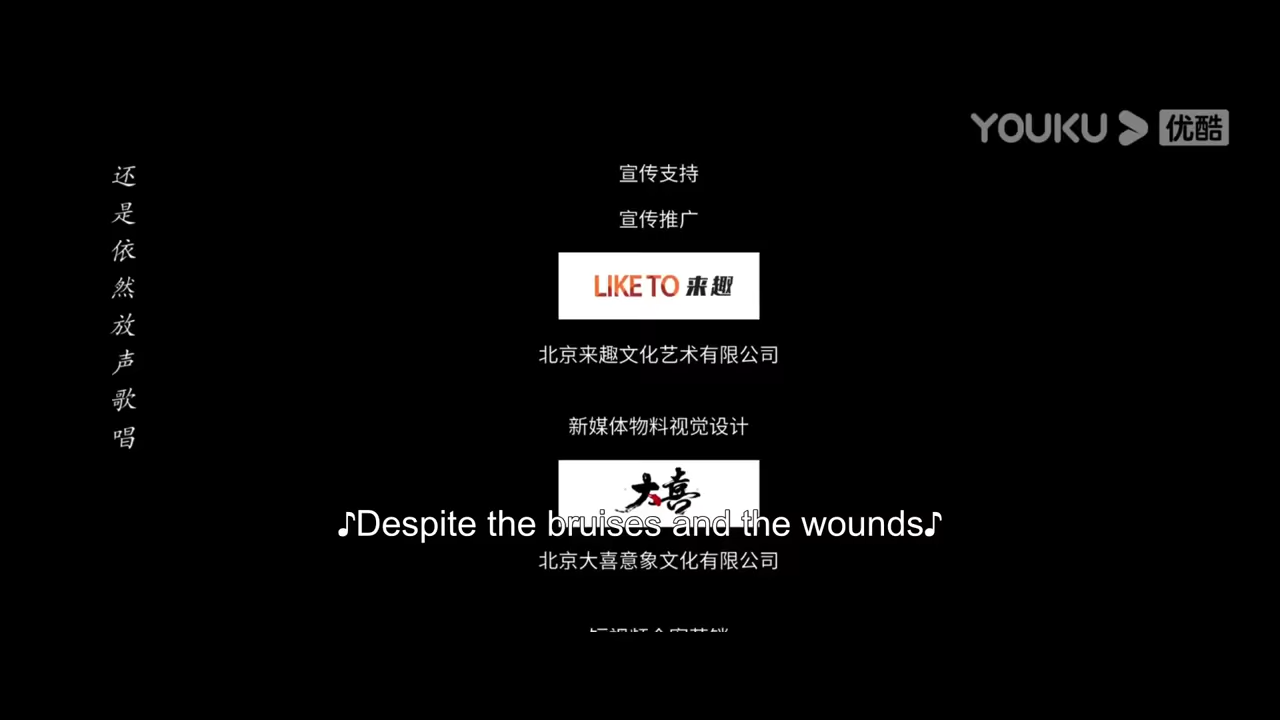 YOUKU 优酷
还是依然放声歌唱
宣传支持
宣传推广
LIKE TO 来趣
北京来趣文化艺术有限公司
新媒体物料视觉设计
大喜
♪Despite the bruises and the wounds♪
北京大喜意象文化有限公司